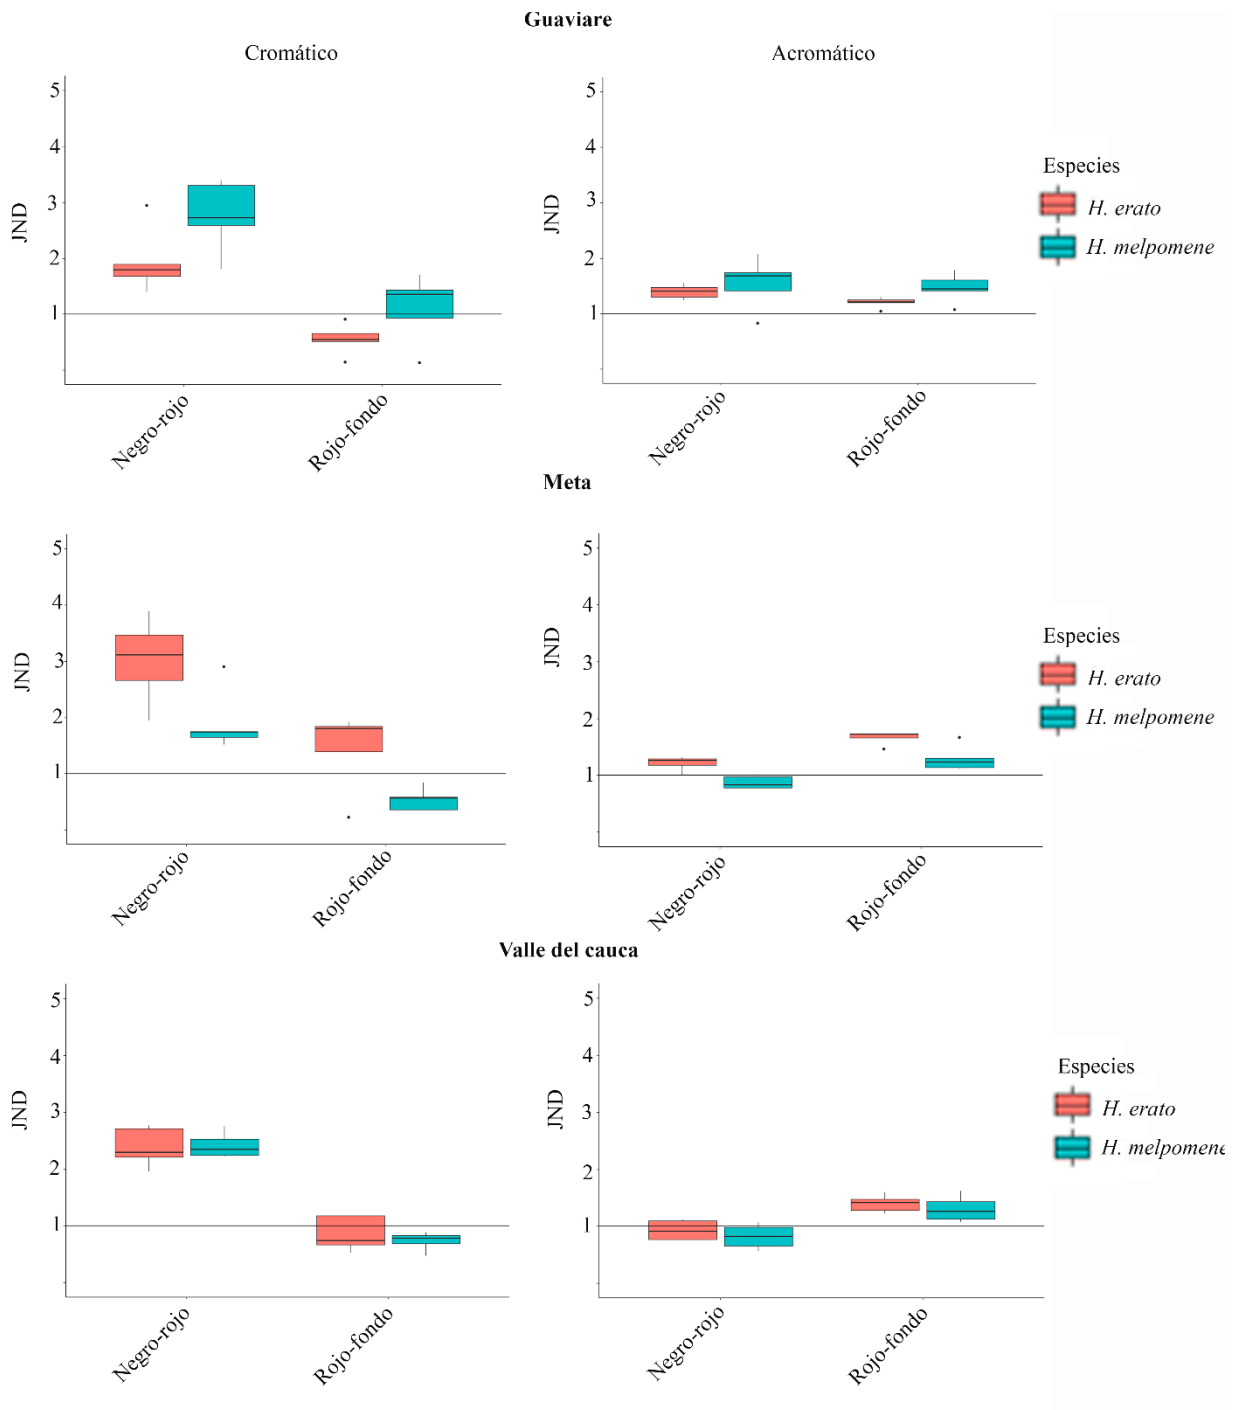 Guaviare
Cromático
Acromático
5
4
3
2
1
JND
Negro-rojo
Rojo-fondo
5
4
3
2
1
JND
Negro-rojo
Rojo-fondo
Especies
H. erato
H. melpomene
Meta
5
4
3
2
1
JND
Negro-rojo
Rojo-fondo
5
4
3
2
1
JND
Negro-rojo
Rojo-fondo
Especies
H. erato
H. melpomene
Valle del cauca
5
4
3
2
1
JND
Negro-rojo
Rojo-fondo
5
4
3
2
1
JND
Negro-rojo
Rojo-fondo
Especies
H. erato
H. melpomene